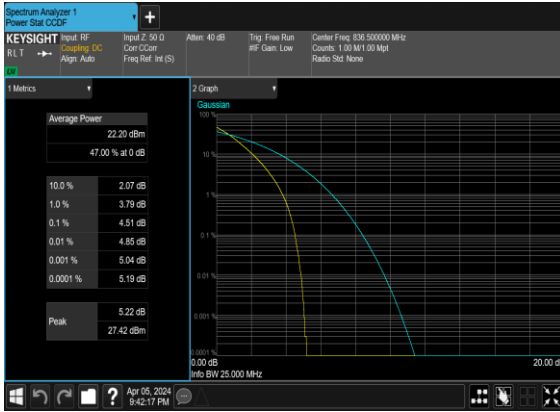 Spectrum Analyzer 1
Power Stat CCDF
KEYSIGHT
RLT
Input: RF
Coupling: DC
Align: Auto
Input Z: 50 Ω
Corr CCorr
Freq Ref: Int (S)
Atten: 40 dB
Trig: Free Run
#IF Gain: Low
Center Freq: 836.500000 MHz
Counts: 1.00 M/1.00 Mpt
Radio Std: None
1 Metrics
Average Power
22.20 dBm
47.00 % at 0 dB
10.0 % 2.07 dB
1.0 % 3.79 dB
0.1 % 4.51 dB
0.01 % 4.85 dB
0.001 % 5.04 dB
0.0001 % 5.19 dB
Peak
5.22 dB
27.42 dBm
2 Graph
Gaussian
100 %
10 %
1 %
0.1 %
0.01 %
0.001 %
0.0001 %
0.00 dB
20.00 d
Info BW 25.000 MHz
Apr 05, 2024
9:42:17 PM